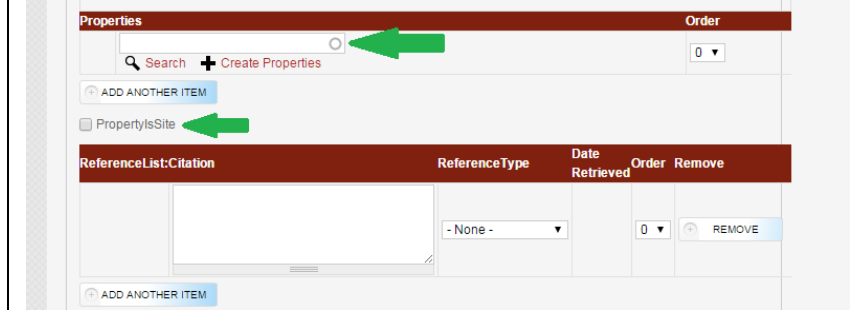 Properties Order
0
Search Create Properties
ADD ANOTHER ITEM
PropertyIsSite
ReferenceList:Citation ReferenceType Date Retrieved Order Remove
- None - 0 REMOVE
ADD ANOTHER ITEM